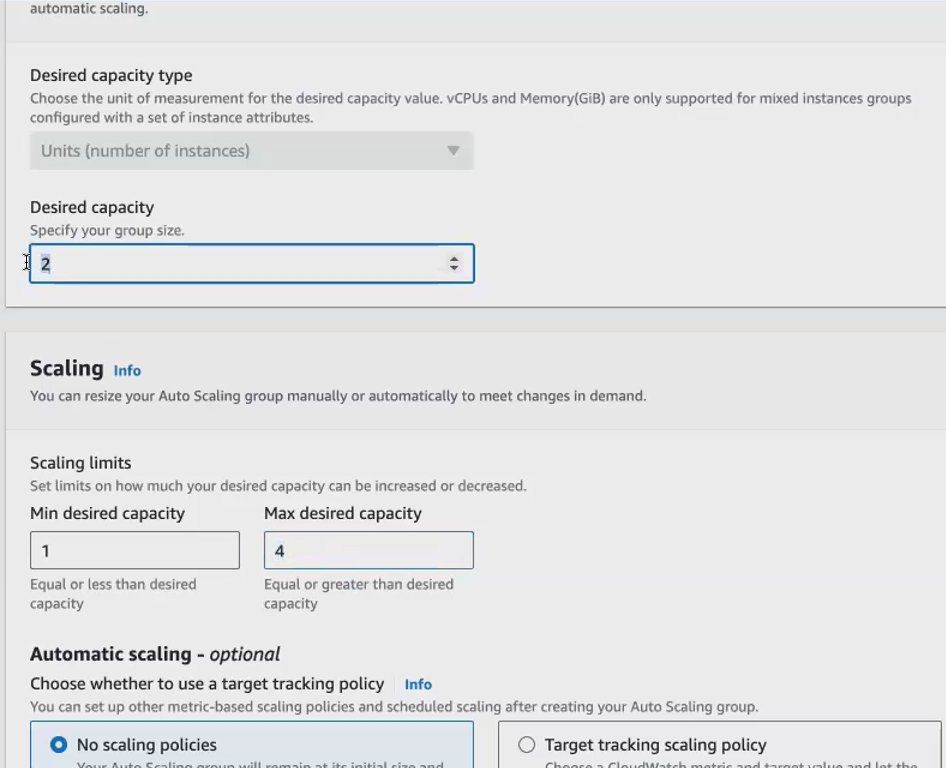 automatic scaling.
Desired capacity type
Choose the unit of measurement for the desired capacity value. vCPUs and Memory(GiB) are only supported for mixed instances groups
configured with a set of instance attributes.
Units (number of instances)
Desired capacity
Specify your group size.
2
Scaling Info
You can resize your Auto Scaling group manually or automatically to meet changes in demand.
Scaling limits
Set limits on how much your desired capacity can be increased or decreased.
Min desired capacity Max desired capacity
1 4
Equal or less than desired Equal or greater than desired
capacity capacity
Automatic scaling - optional
Choose whether to use a target tracking policy Info
You can set up other metric-based scaling policies and scheduled scaling after creating your Auto Scaling group.
No scaling policies Target tracking scaling policy
Your Auto Scaling group will remain at its initial size and Choose a CloudWatch metric and target value and let the